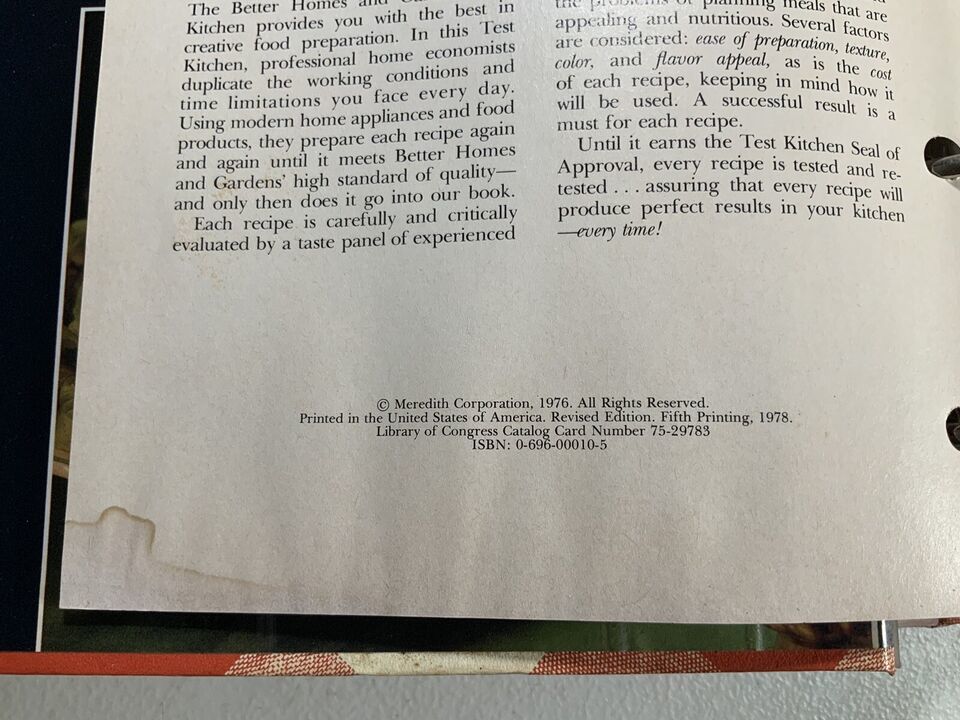 The Better Homes and
Kitchen provides you with the best in
creative food preparation. In this Test
Kitchen, professional home economists
duplicate the working conditions and
time limitations you face every day.
Using modern home appliances and food
products, they prepare each recipe again
and again until it meets Better Homes
and Gardens' high standard of quality—
and only then does it go into our book.
Each recipe is carefully and critically
evaluated by a taste panel of experienced
the problems of planning meals that are
appealing and nutritious. Several factors
are considered: ease of preparation, texture,
color, and flavor appeal, as is the cost
of each recipe, keeping in mind how it
will be used. A successful result is a
must for each recipe.
Until it earns the Test Kitchen Seal of
Approval, every recipe is tested and re-
tested . . . assuring that every recipe will
produce perfect results in your kitchen
—every time!
© Meredith Corporation, 1976. All Rights Reserved.
Printed in the United States of America. Revised Edition. Fifth Printing, 1978.
Library of Congress Catalog Card Number 75-29783
ISBN: 0-696-00010-5